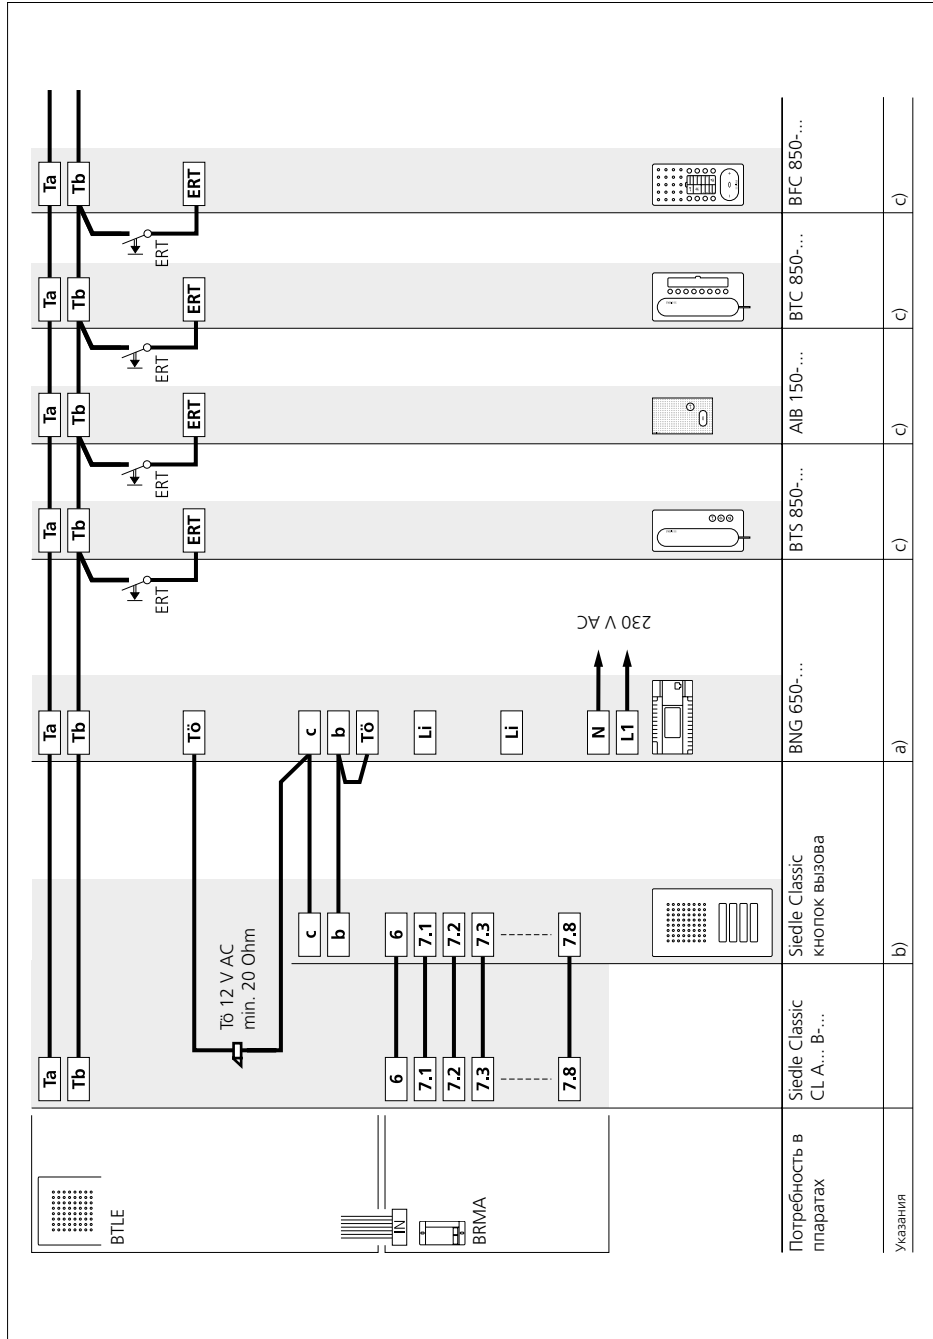 Ta Ta Ta Ta Ta Ta
Tb Tb Tb Tb Tb Tb
BTLE
ERT ERT ERT ERT
Tö ERT ERT ERT ERT
Tö 12 V AC
min. 20 Ohm
c c
b b
Tö
IN 6 6
7.1 7.1 Li
7.2 7.2
BRMA 7.3 7.3
Li
7.8 7.8
N
230 V AC
L1
Потребность в
ппаратах
Siedle Classic
CL A... B-...
Siedle Classic
кнопок вызова
BNG 650-...
BTS 850-...
AIB 150-...
BTC 850-...
BFC 850-...
Указания
b)
a)
c)
c)
c)
c)